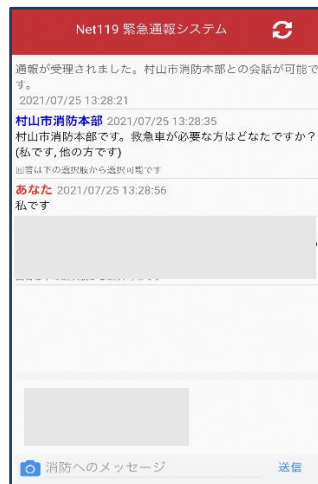 Net119 緊急通報システム
通報が受理されました。村山市消防本部との会話が可能で
す。
2021/07/25 13:28:21
村山市消防本部 2021/07/25 13:28:35
村山市消防本部です。救急車が必要な方はどなたですか？
(私です, 他の方です)
回答は下の選択肢から選択可能です
あなた 2021/07/25 13:28:56
私です
消防へのメッセージ
送信